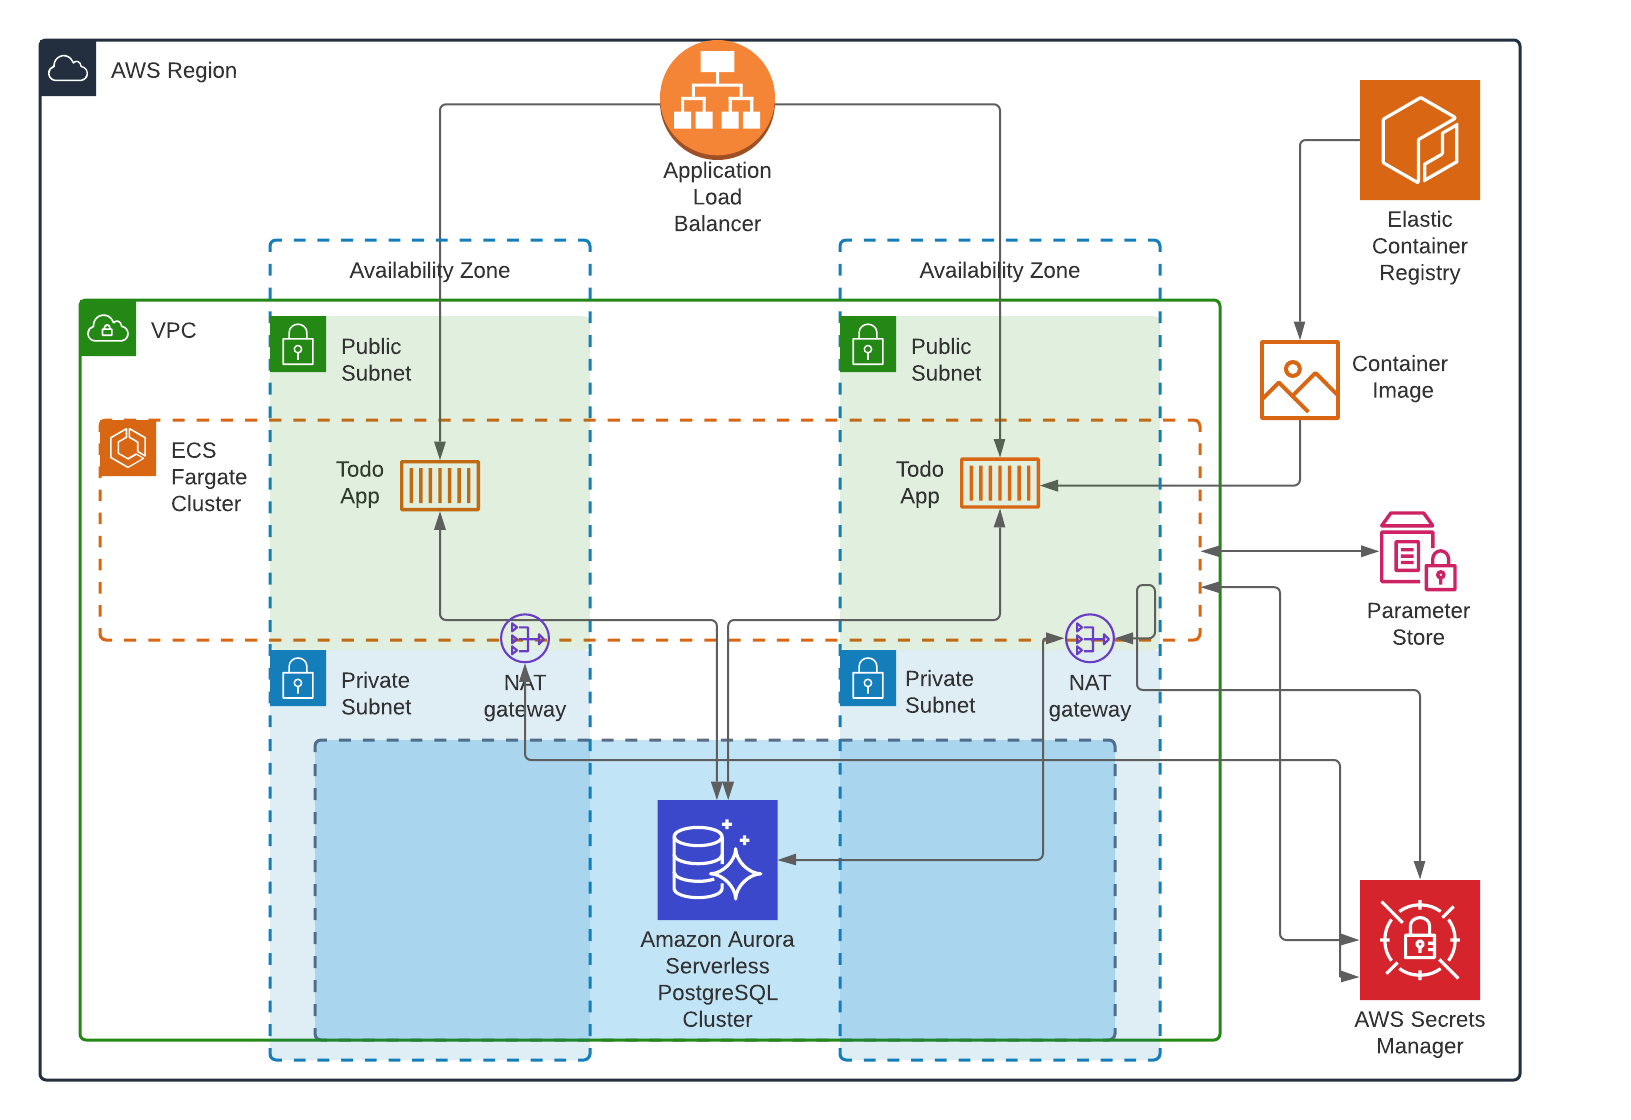 AWS Region
Application
Load
Balancer
Elastic
Container
Registry
Availability Zone
Availability Zone
VPC
Public
Subnet
Public
Subnet
Container
Image
ECS
Fargate
Cluster
Todo
App
Todo
App
Parameter
Store
Private
Subnet
NAT
gateway
Private
Subnet
NAT
gateway
Amazon Aurora
Serverless
PostgreSQL
Cluster
AWS Secrets
Manager